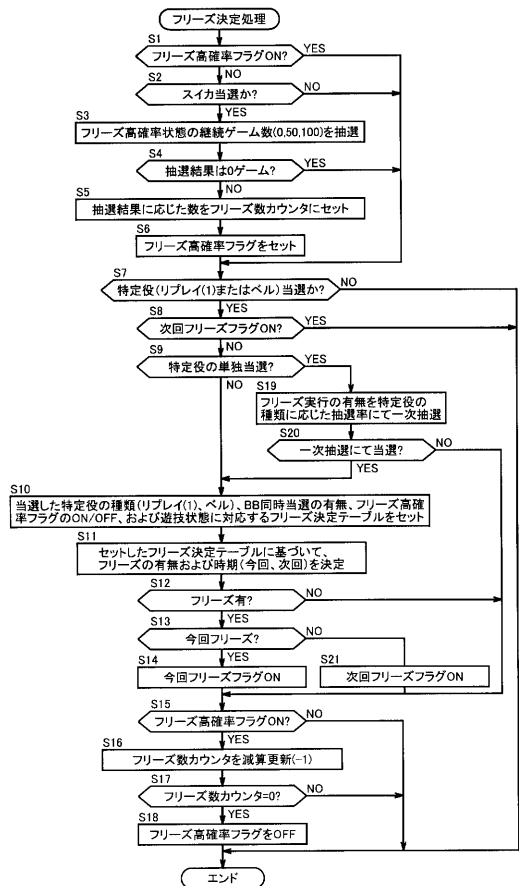 フリーズ決定処理
S1
フリーズ高確率フラグON?
YES
NO
S2
スイカ当選か?
NO
YES
S3
フリーズ高確率状態の継続ゲーム数(0,50,100)を抽選
S4
抽選結果は0ゲーム?
YES
NO
S5
抽選結果に応じた数をフリーズ数カウンタにセット
S6
フリーズ高確率フラグをセット
S7
特定役(リプレイ(1)またはベル)当選か?
NO
YES
S8
次回フリーズフラグON?
YES
NO
S9
特定役の単独当選?
YES
NO
S19
フリーズ実行の有無を特定役の
種類に応じた抽選率にて一次抽選
S20
一次抽選にて当選?
NO
YES
S10
当選した特定役の種類(リプレイ(1)、ベル)、BB同時当選の有無、フリーズ高確
率フラグのON/OFF、および遊技状態に対応するフリーズ決定テーブルをセット
S11
セットしたフリーズ決定テーブルに基づいて、
フリーズの有無および時期(今回、次回)を決定
S12
フリーズ有?
NO
YES
S13
今回フリーズ?
NO
YES
S14
今回フリーズフラグON
S21
次回フリーズフラグON
S15
フリーズ高確率フラグON?
NO
YES
S16
フリーズ数カウンタを減算更新(-1)
S17
フリーズ数カウンタ=0?
NO
YES
S18
フリーズ高確率フラグをOFF
エンド